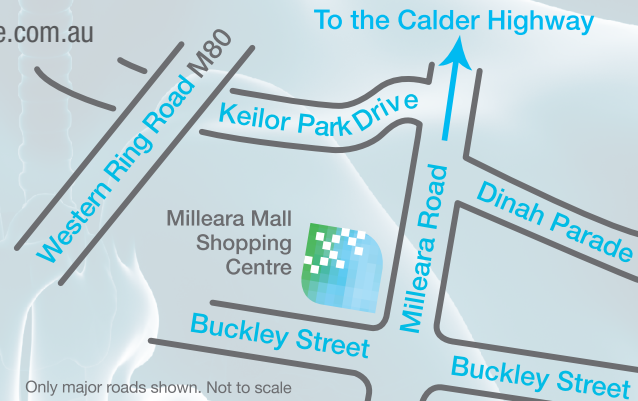 To the Calder Highway
e.com.au
Western Ring Road M80
Keilor Park Drive
Milleara Road
Dinah Parade
Milleara Mall
Shopping
Centre
Buckley Street
Buckley Street
Only major roads shown. Not to scale